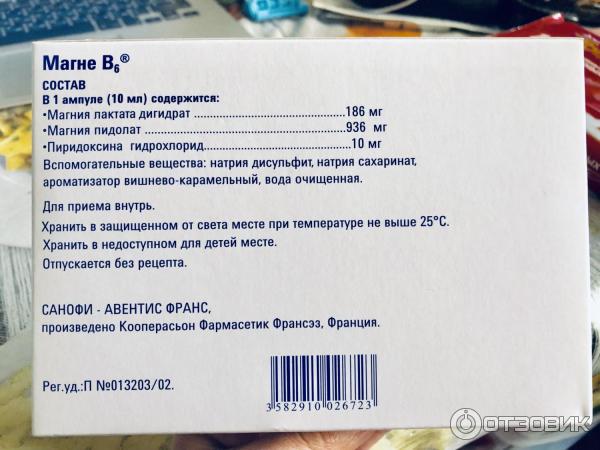 Магне В6®
СОСТАВ
В 1 ампуле (10 мл) содержится:
•Магния лактата дигидрат ..........................................186 мг
•Магния пидолат ...............................................................936 мг
•Пиридоксина гидрохлорид.........................................10 мг
Вспомогательные вещества: натрия дисульфит, натрия сахаринат,
ароматизатор вишнево-карамельный, вода очищенная.
Для приема внутрь.
Хранить в защищенном от света месте при температуре не выше 25°С.
Хранить в недоступном для детей месте.
Отпускается без рецепта.
САНОФИ - АВЕНТИС ФРАНС,
произведено Кооперасьон Фармасетик Франсэз, Франция.
Рег.уд.:П №013203/02.
3 582910 026723
ОТЗОВИК